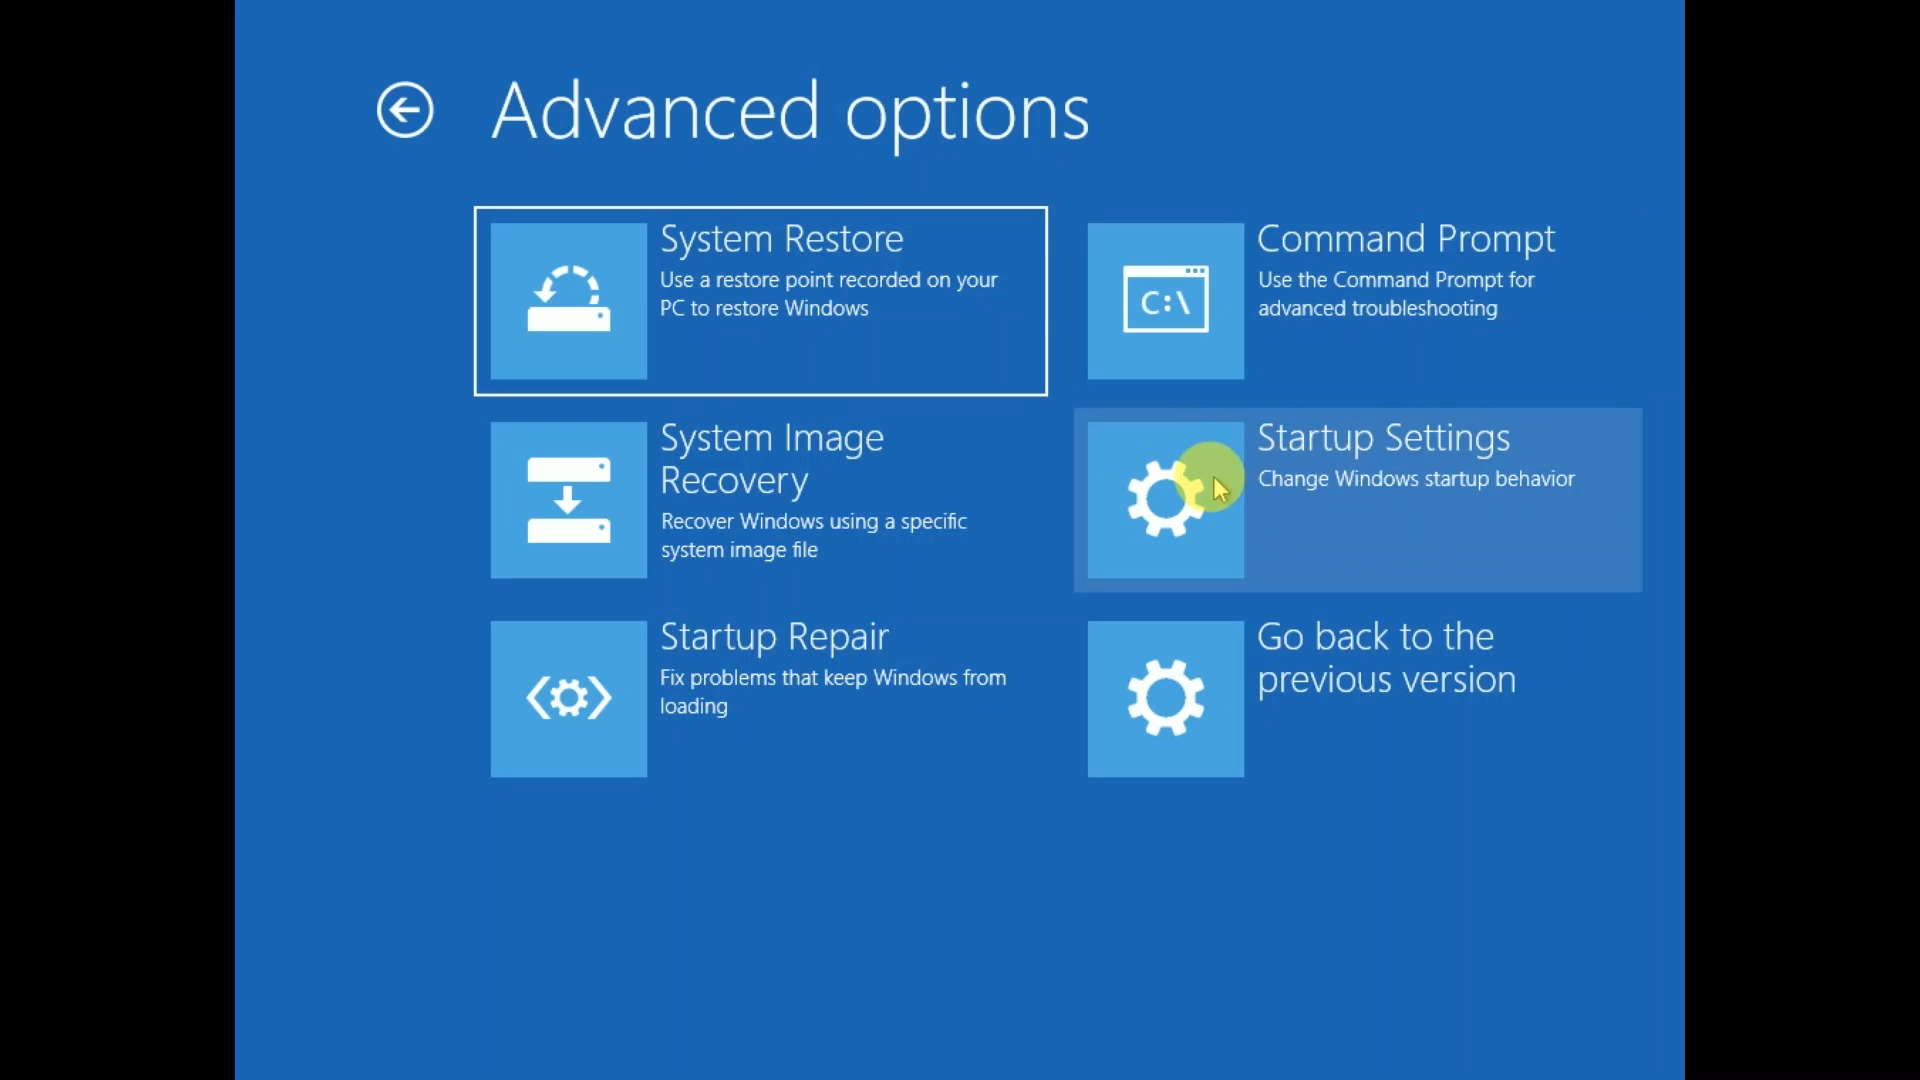 Advanced options
System Restore
Use a restore point recorded on your
PC to restore Windows
Command Prompt
Use the Command Prompt for
advanced troubleshooting
C:\
System Image
Recovery
Recover Windows using a specific
system image file
Startup Settings
Change Windows startup behavior
Startup Repair
Fix problems that keep Windows from
loading
Go back to the
previous version